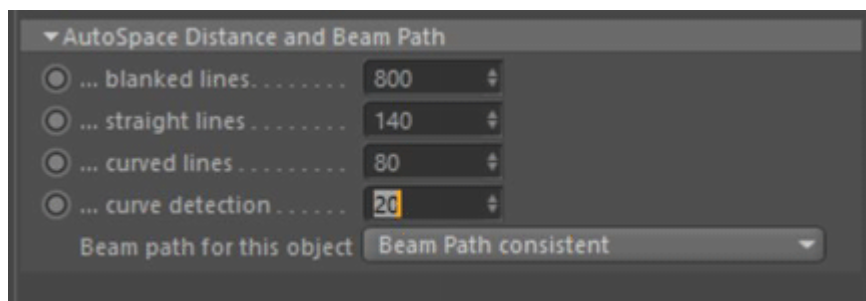 AutoSpace Distance and Beam Path
... blanked lines........ 800
... straight lines........ 140
... curved lines......... 80
... curve detection...... 20
Beam path for this object Beam Path consistent